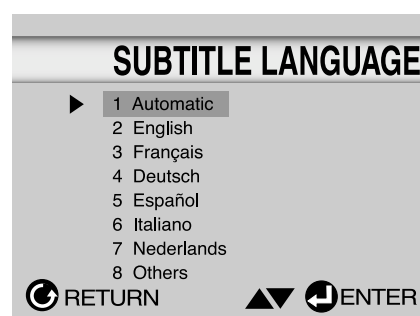 SUBTITLE LANGUAGE
1 Automatic
2 English
3 Français
4 Deutsch
5 Español
6 Italiano
7 Nederlands
8 Others
RETURN ENTER